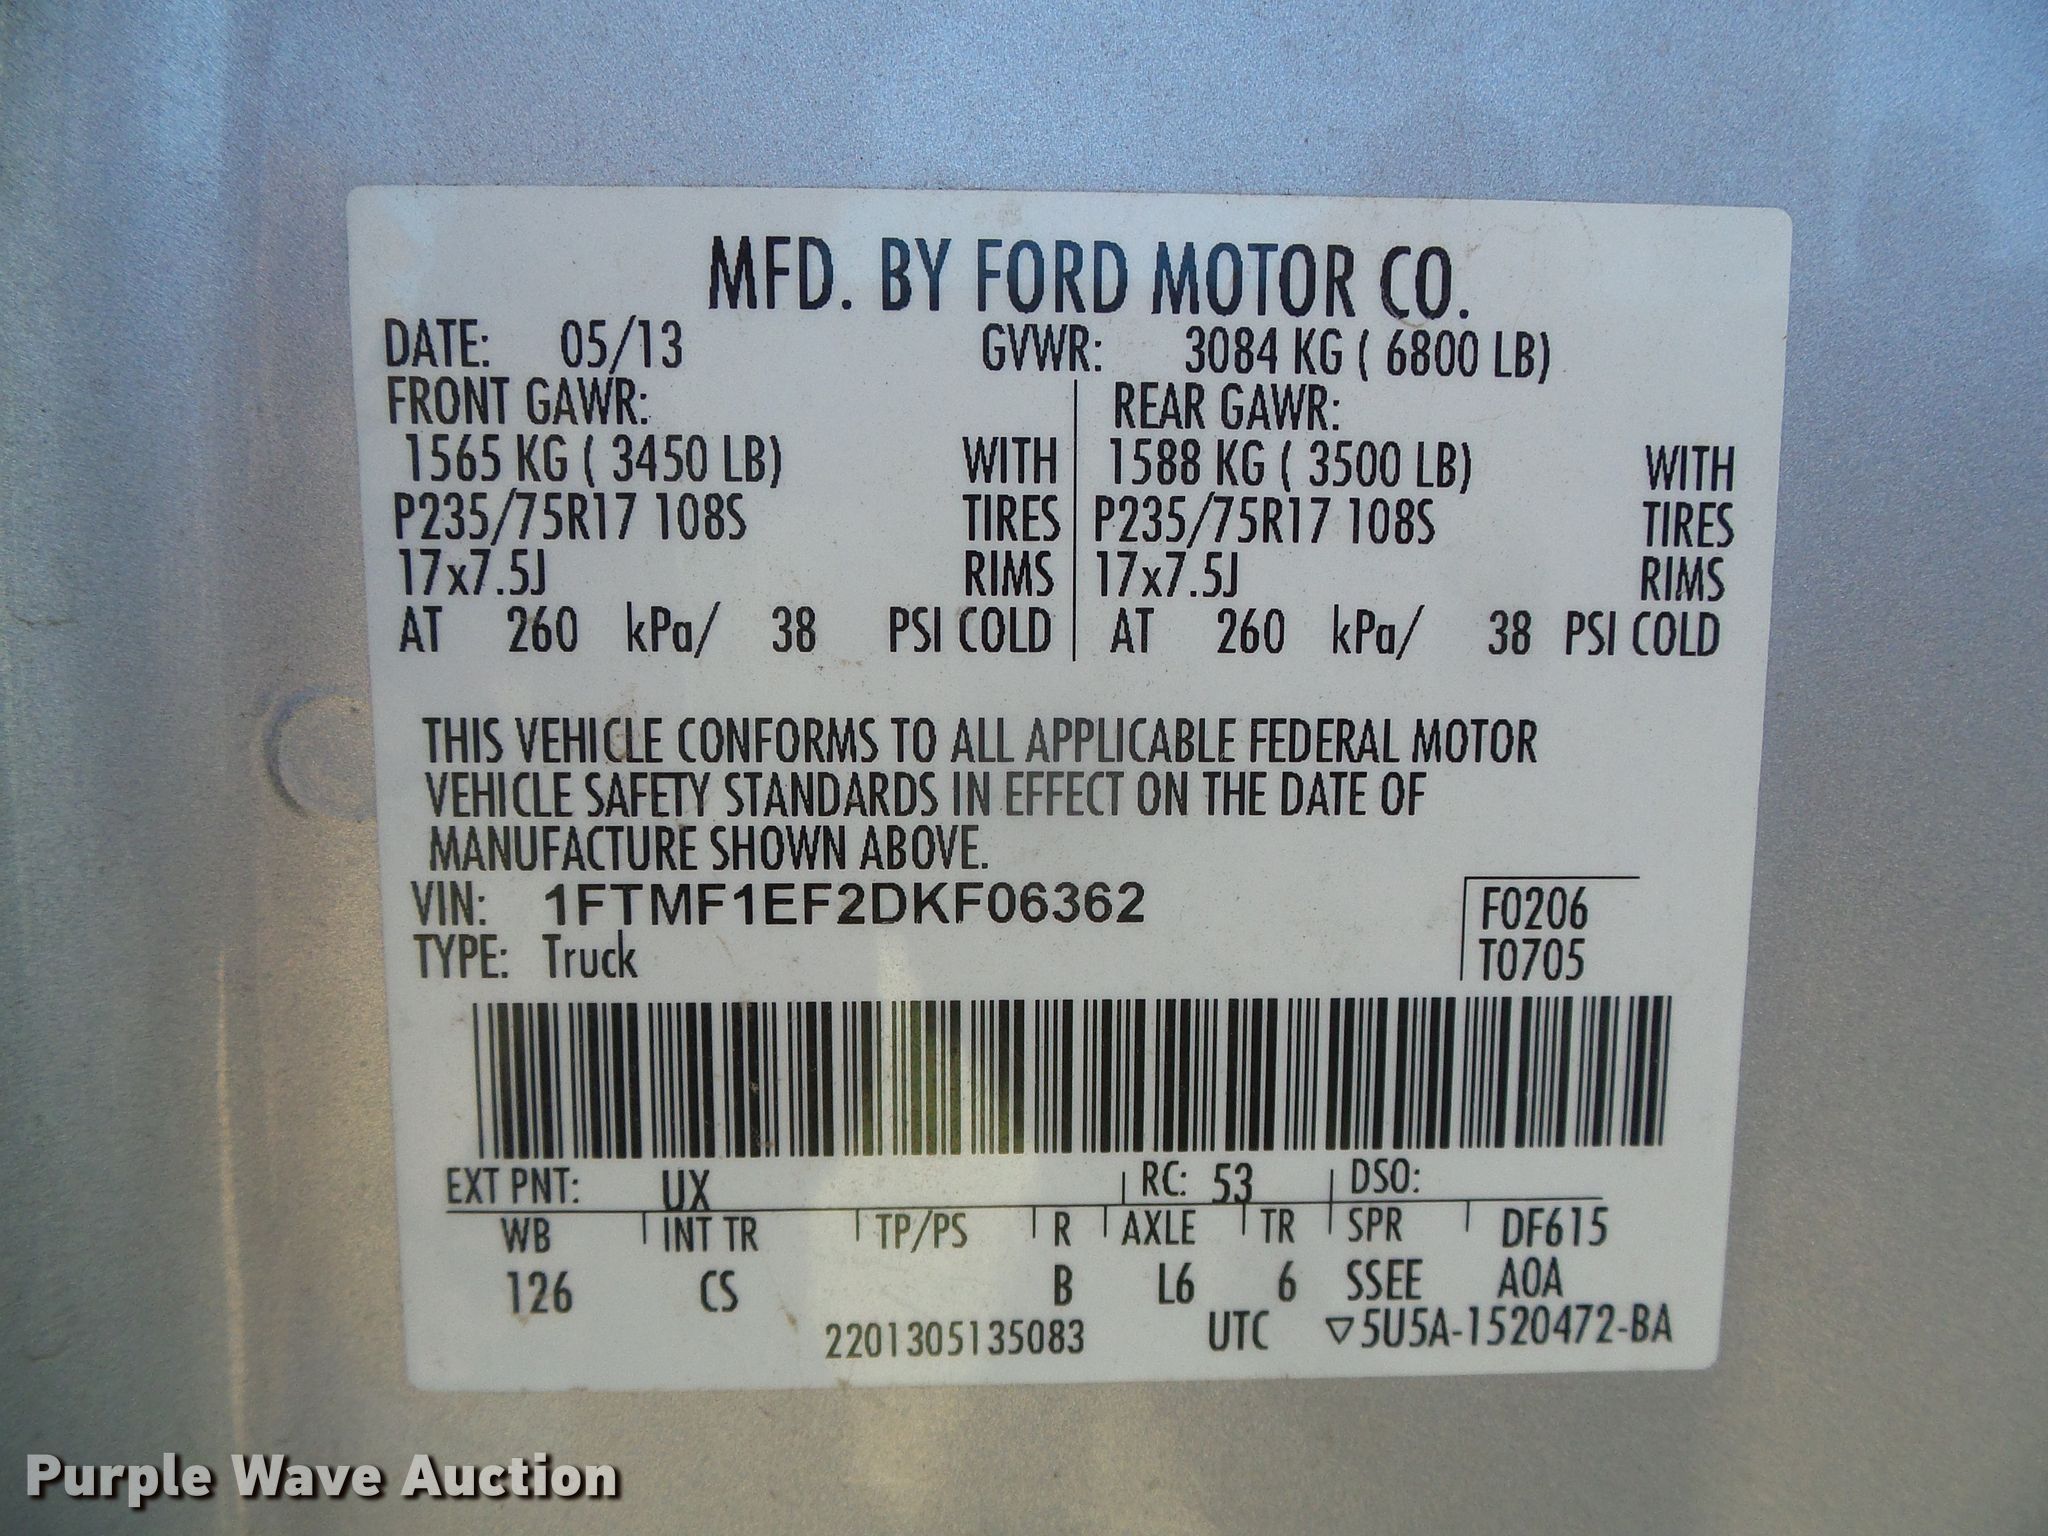 MFD. BY FORD MOTOR CO.
DATE: 05/13 GVWR: 3084 KG ( 6800 LB)
FRONT GAWR: REAR GAWR:
1565 KG ( 3450 LB) WITH 1588 KG ( 3500 LB) WITH
P235/75R17 108S TIRES P235/75R17 108S TIRES
17x7.5J RIMS 17x7.5J RIMS
AT 260 kPa/ 38 PSI COLD AT 260 kPa/ 38 PSI COLD
THIS VEHICLE CONFORMS TO ALL APPLICABLE FEDERAL MOTOR
VEHICLE SAFETY STANDARDS IN EFFECT ON THE DATE OF
MANUFACTURE SHOWN ABOVE.
VIN: 1FTMF1EF2DKF06362 F0206
TYPE: Truck T0705
EXT PNT: UX RC: 53 DSO:
WB INT TR TP/PS R AXLE TR SPR DF615
126 CS B L6 6 SSEE A0A
2201305135083 UTC ▽5U5A-1520472-BA
Purple Wave Auction